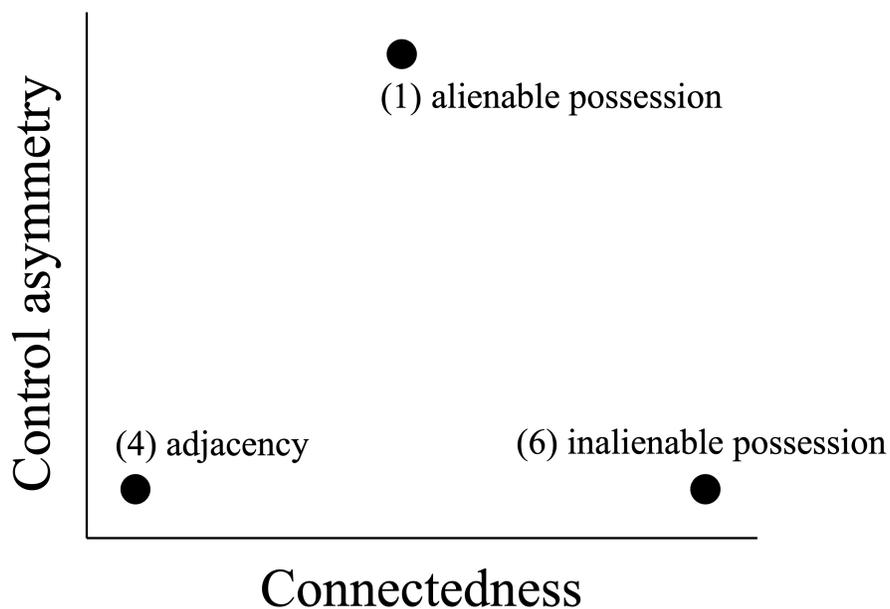 Control asymmetry
(1) alienable possession
(4) adjacency
(6) inalienable possession
Connectedness